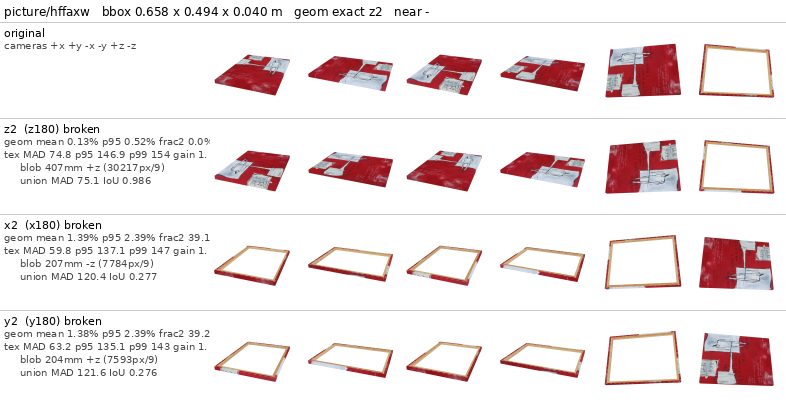 picture/hffaxw bbox 0.658 x 0.494 x 0.040 m geom exact z2 near -
original
cameras +x +y -x -y +z -z
z2 (z180) broken
geom mean 0.13% p95 0.52% frac2 0.0%
tex MAD 74.8 p95 146.9 p99 154 gain 1.
blob 407mm +z (30217px/9)
union MAD 75.1 IoU 0.986
x2 (x180) broken
geom mean 1.39% p95 2.39% frac2 39.1
tex MAD 59.8 p95 137.1 p99 147 gain 1.
blob 207mm -z (7784px/9)
union MAD 120.4 IoU 0.277
y2 (y180) broken
geom mean 1.38% p95 2.39% frac2 39.2
tex MAD 63.2 p95 135.1 p99 143 gain 1.
blob 204mm +z (7593px/9)
union MAD 121.6 IoU 0.276